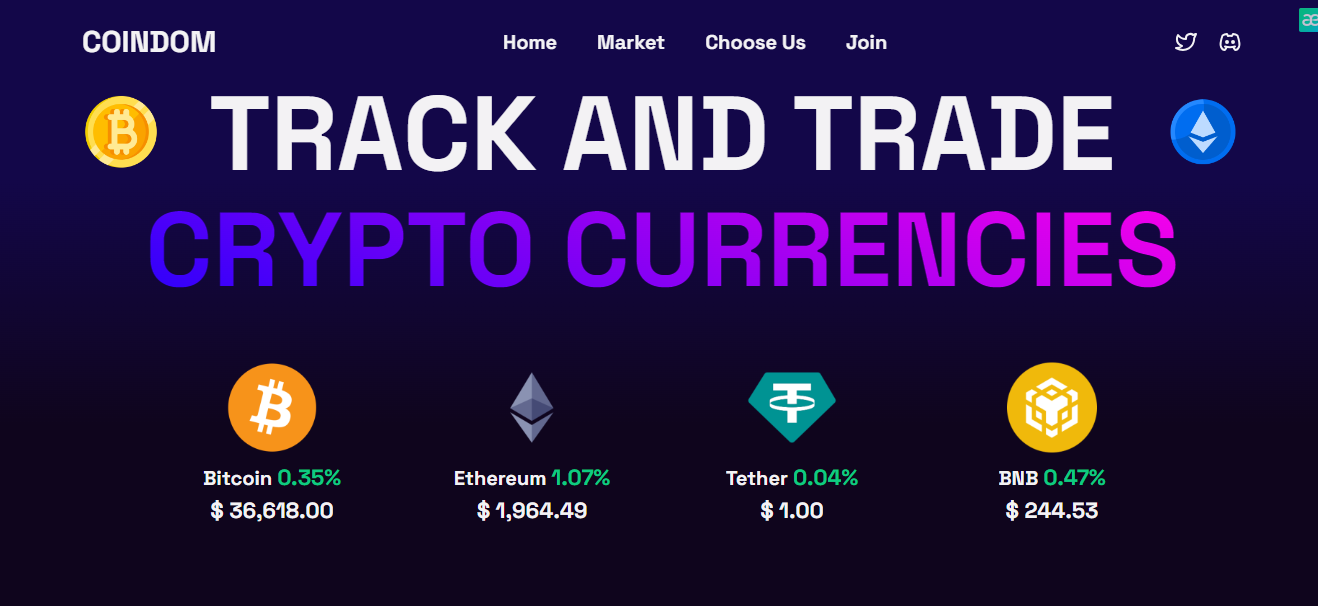 COINDOM
Home Market Choose Us Join
æ
TRACK AND TRADE
CRYPTO CURRENCIES
Bitcoin 0.35%
$ 36,618.00
Ethereum 1.07%
$ 1,964.49
Tether 0.04%
$ 1.00
BNB 0.47%
$ 244.53